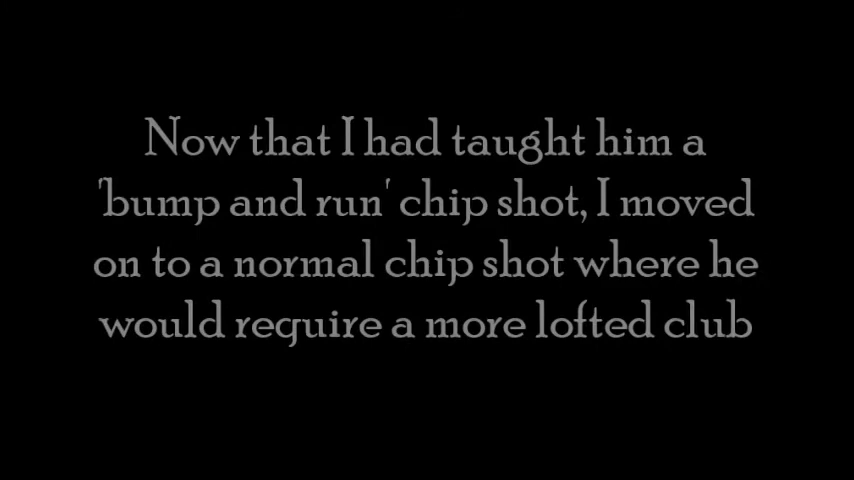 Now that I had taught him a
'bump and run' chip shot, I moved
on to a normal chip shot where he
would require a more lofted club